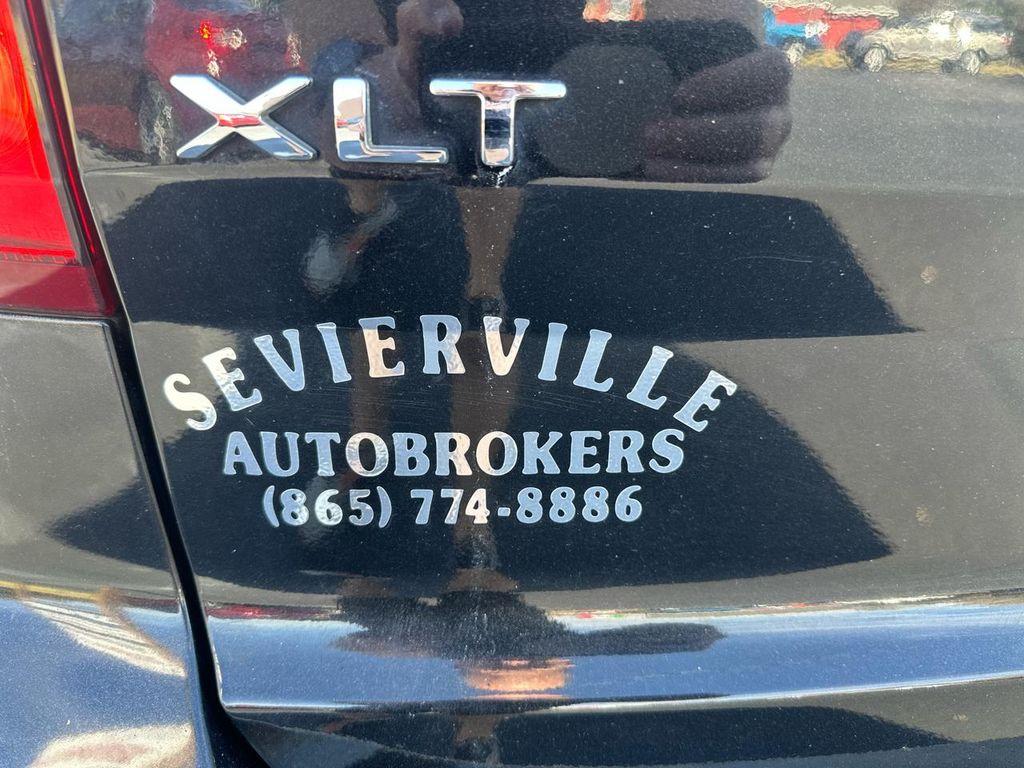 XLT
SEVIERVILLE
AUTOBROKERS
(865) 774-8886